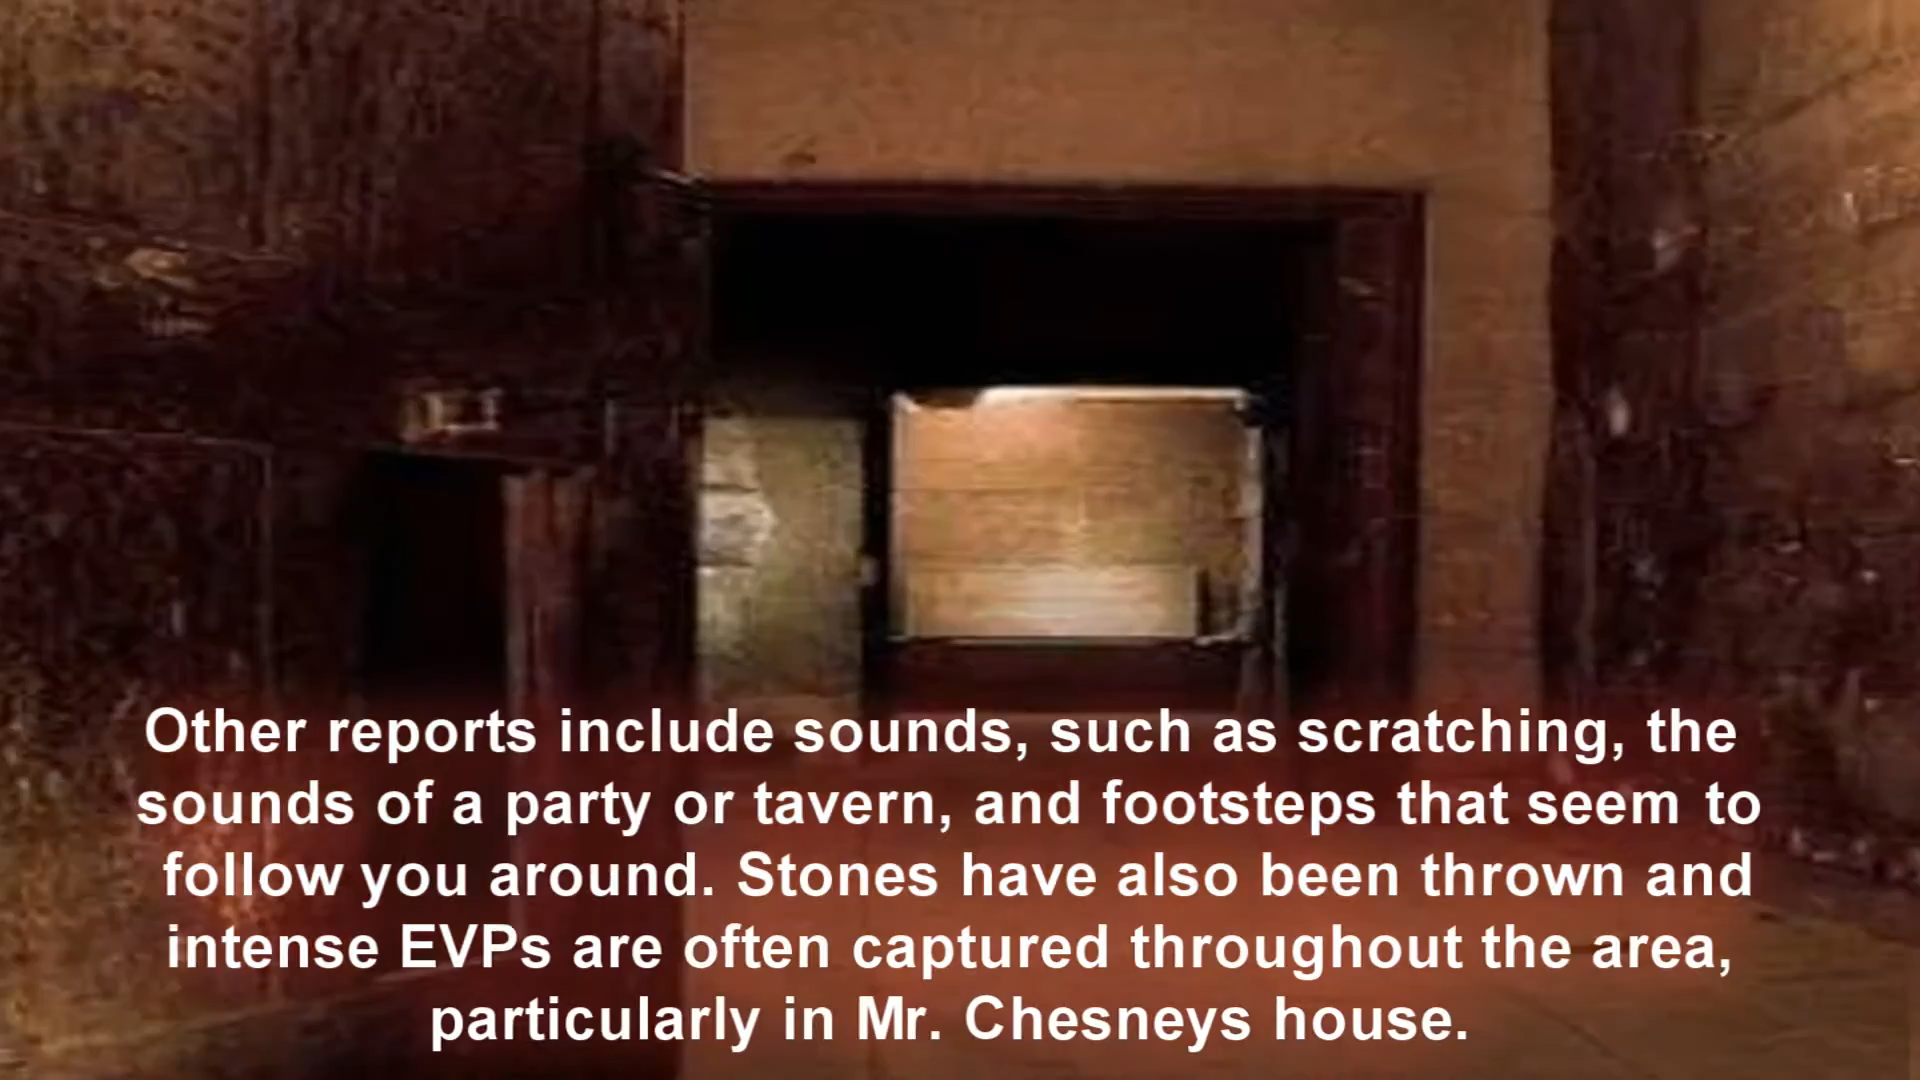 Other reports include sounds, such as scratching, the
sounds of a party or tavern, and footsteps that seem to
follow you around. Stones have also been thrown and
intense EVPs are often captured throughout the area,
particularly in Mr. Chesneys house.